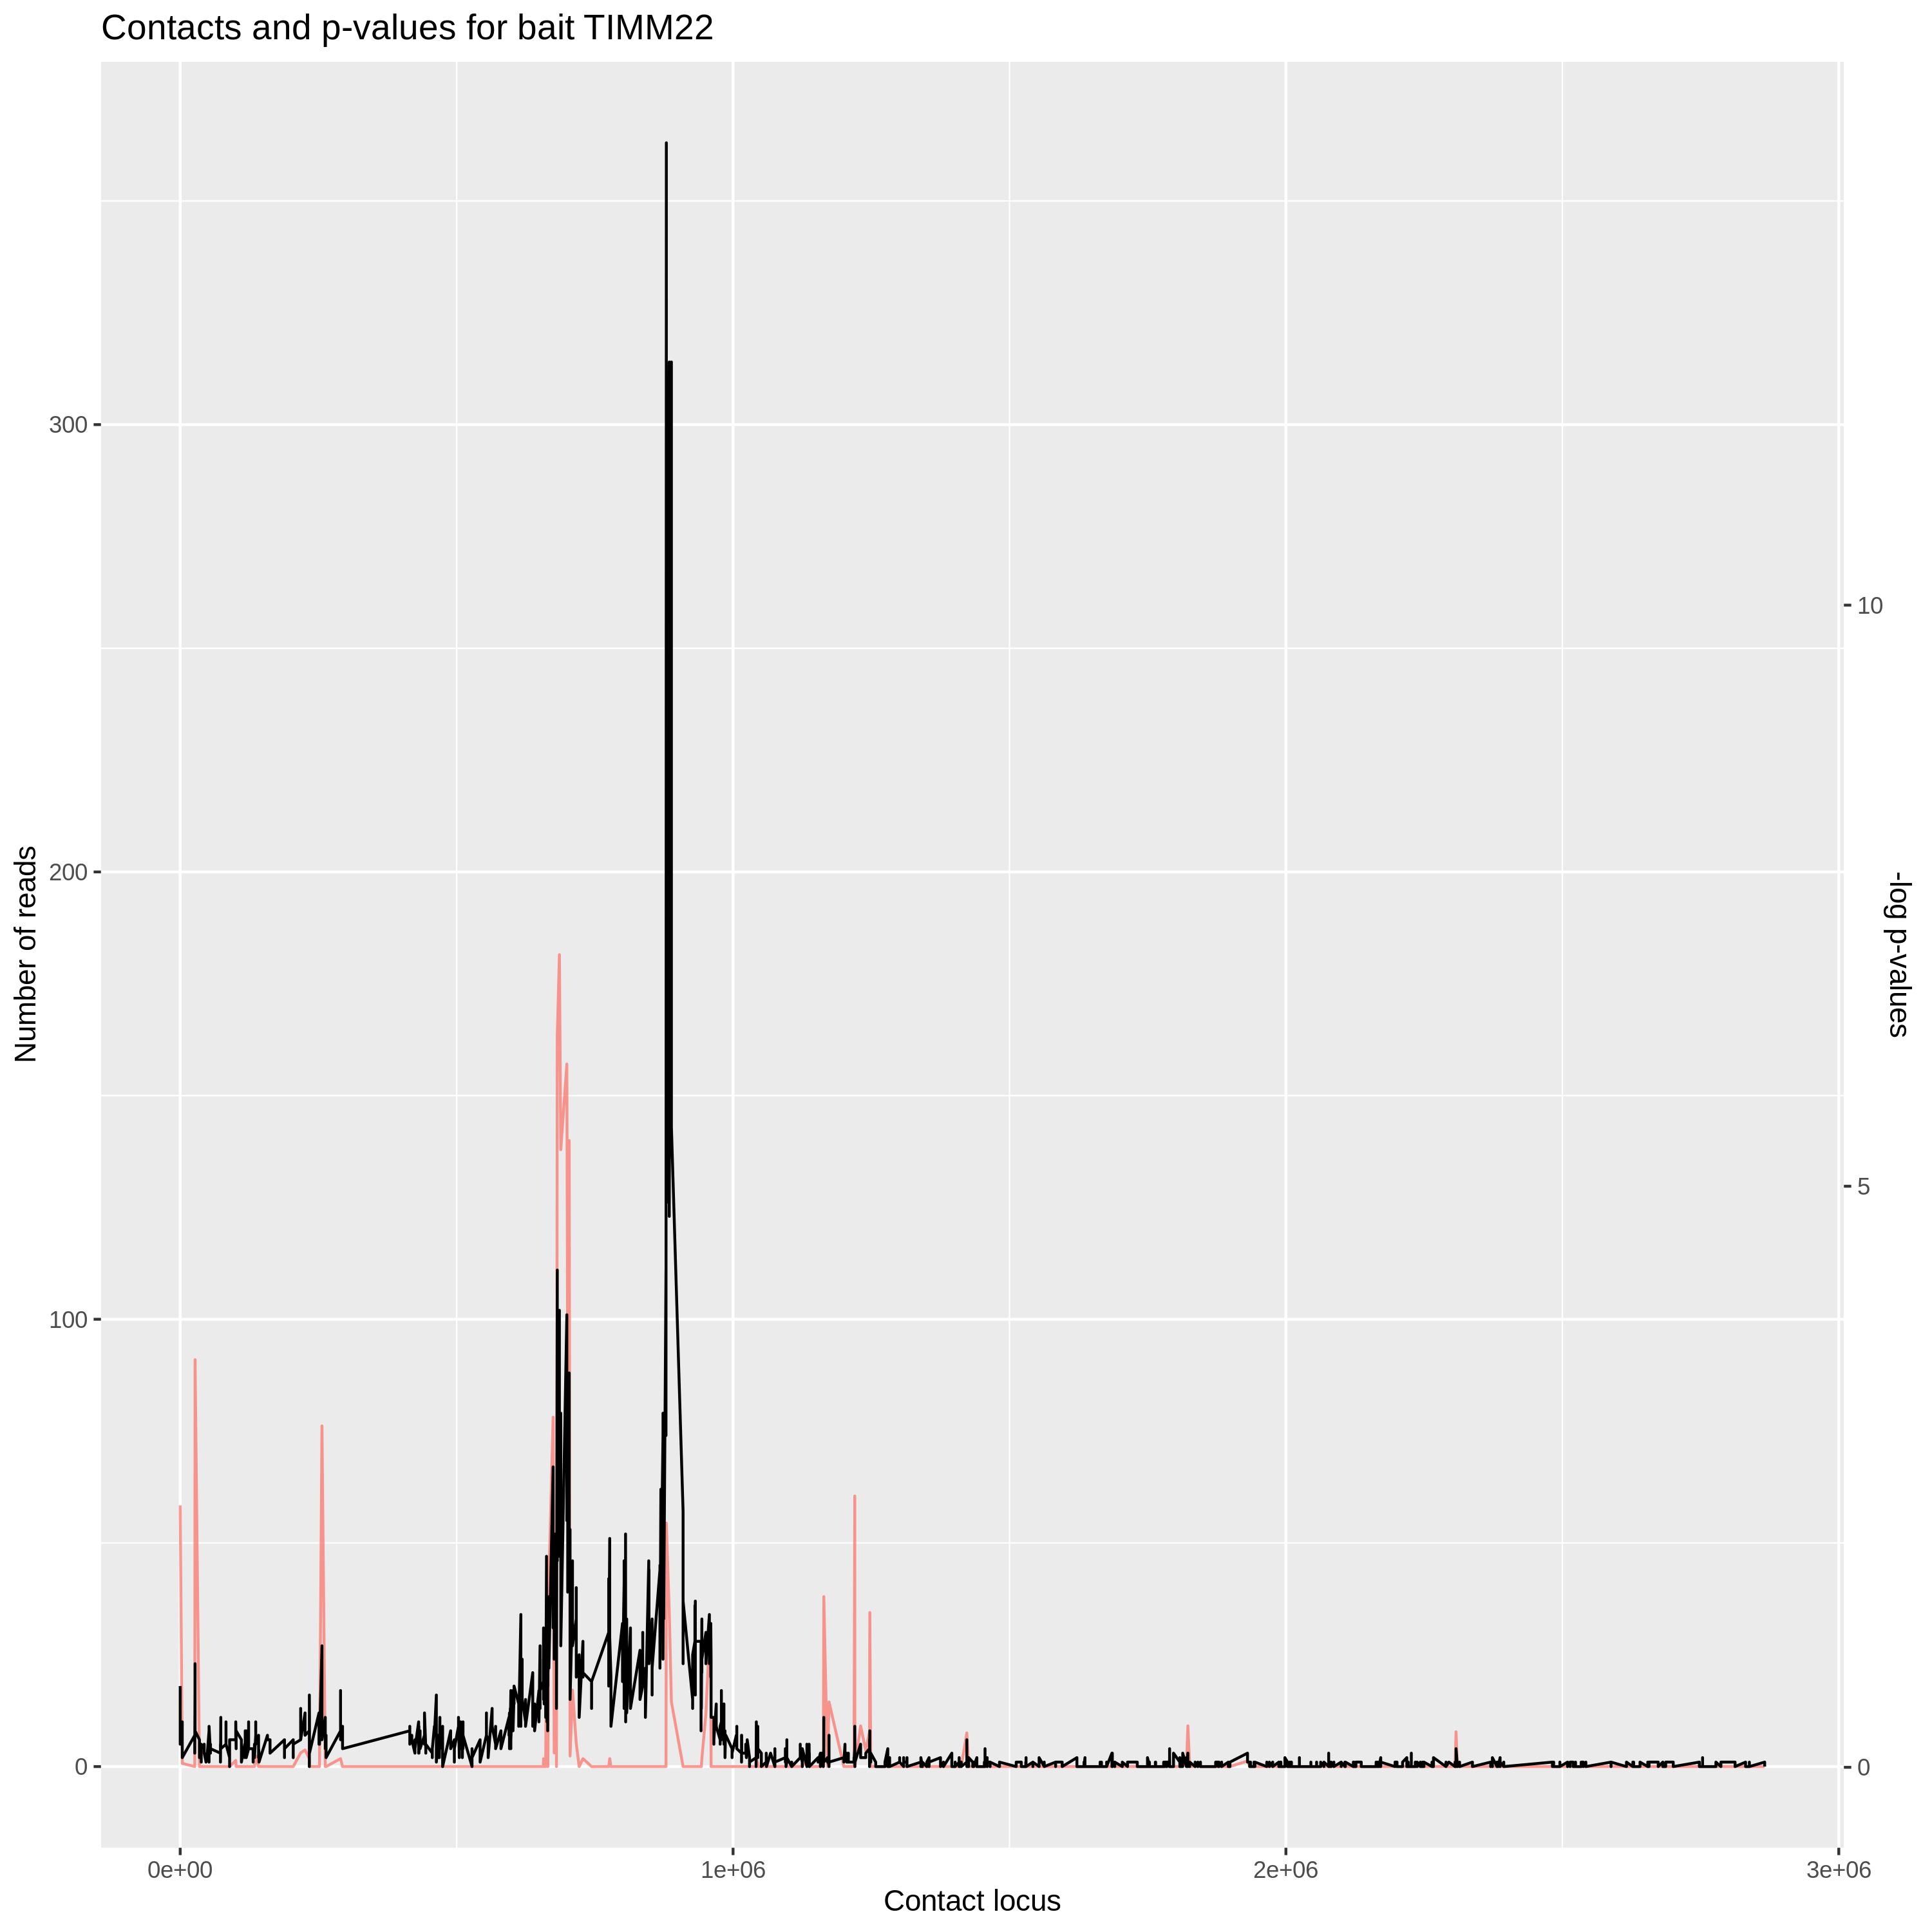 Contacts and p-values for bait TIMM22
Number of reads
300
200
100
0
10
5
0
-log p-values
0e+00 1e+06 2e+06 3e+06
Contact locus